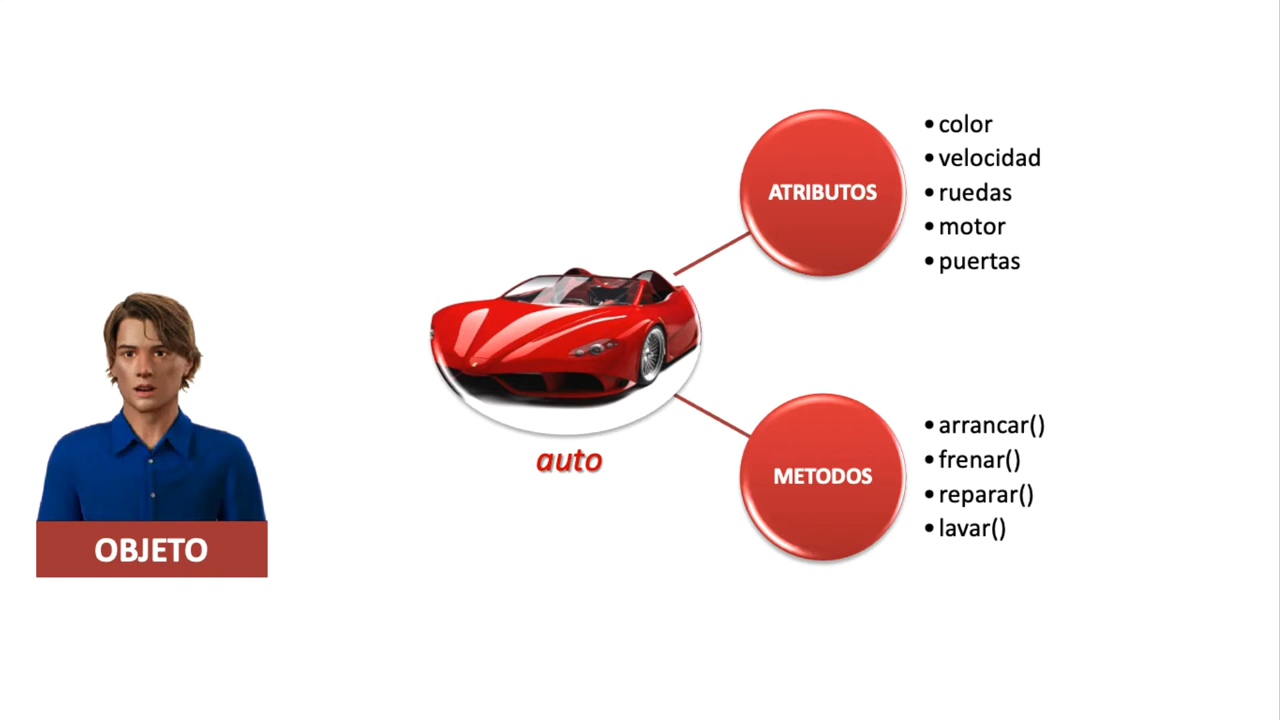 OBJETO
auto
ATRIBUTOS
• color
• velocidad
• ruedas
• motor
• puertas
METODOS
• arrancar()
• frenar()
• reparar()
• lavar()